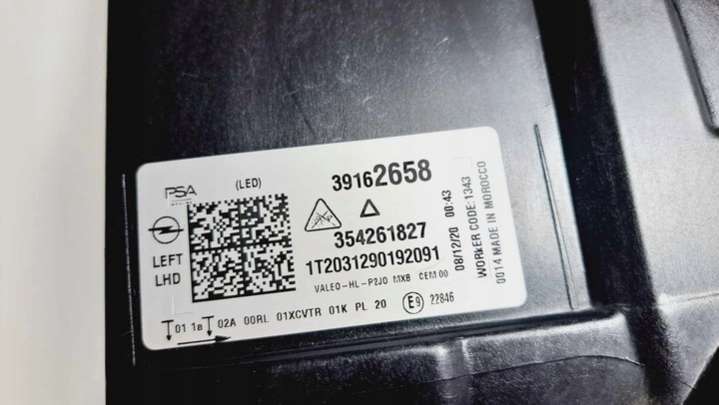 PSA
(LED)
39162658
LEFT
LHD
354261827
1T2031290192091
VALEO-HL-P2JO MXB CEM 00
01 1a 02A 00RL 01XCVTR 01K PL 20
E9 22846
08/12/20 00:43
WORKER CODE:1343
0014 MADE IN MOROCCO